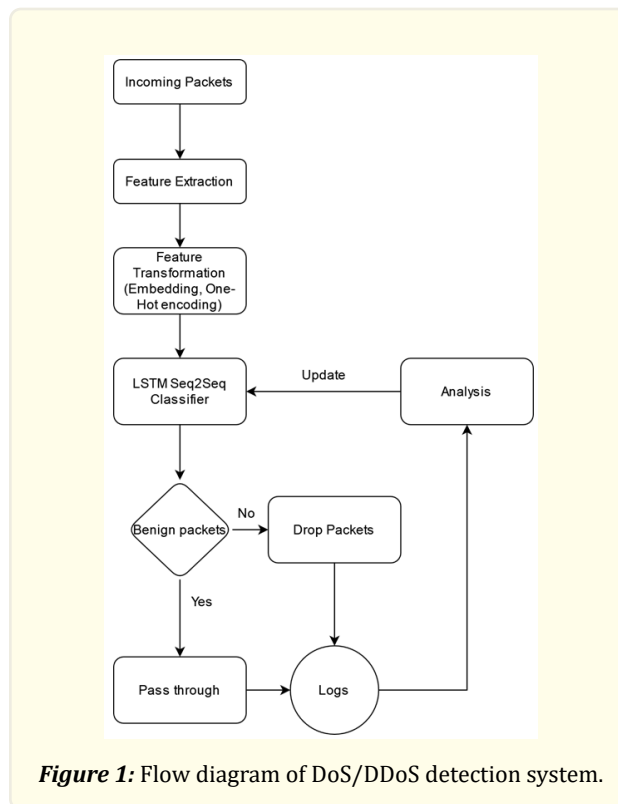 Incoming Packets
Feature Extraction
Feature
Transformation
(Embedding, One-
Hot encoding)
LSTM Seq2Seq
Classifier
Update
Analysis
Benign packets
No
Drop Packets
Yes
Pass through
Logs
Figure 1: Flow diagram of DoS/DDoS detection system.